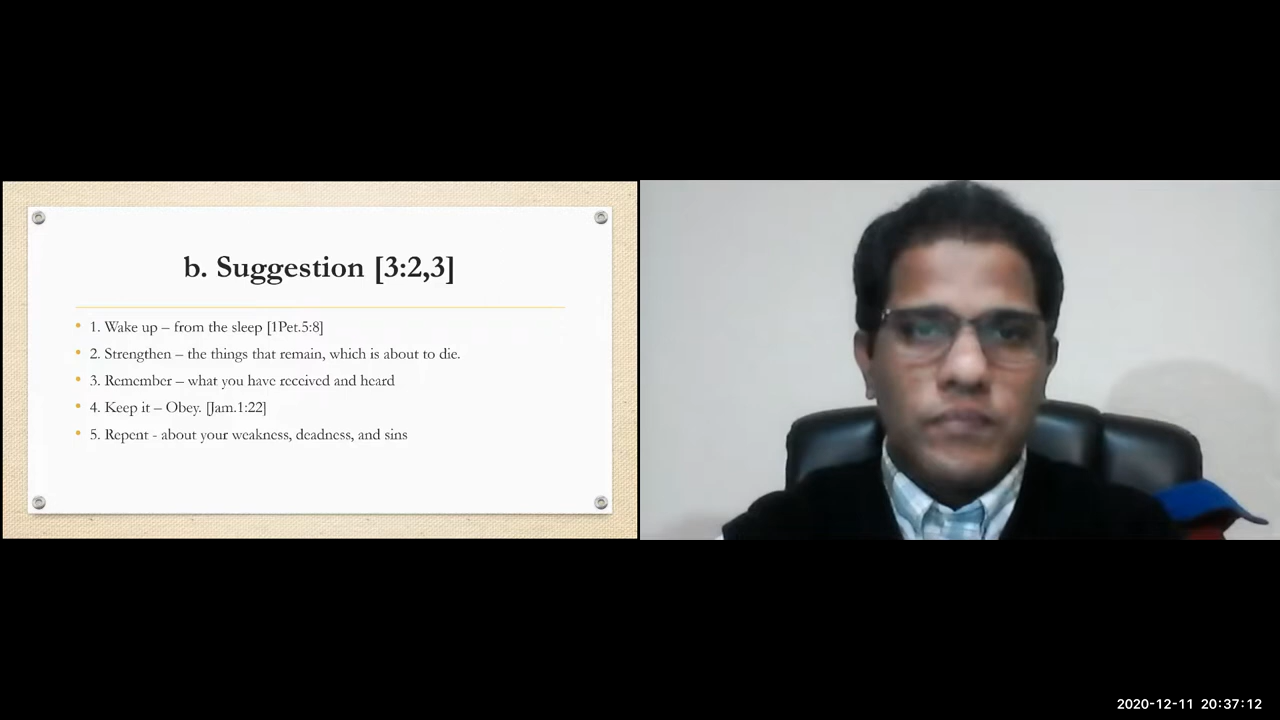 b. Suggestion [3:2,3]
1. Wake up – from the sleep [1Pet.5:8]
2. Strengthen – the things that remain, which is about to die.
3. Remember – what you have received and heard
4. Keep it – Obey. [Jam.1:22]
5. Repent - about your weakness, deadness, and sins
2020-12-11 20:37:12